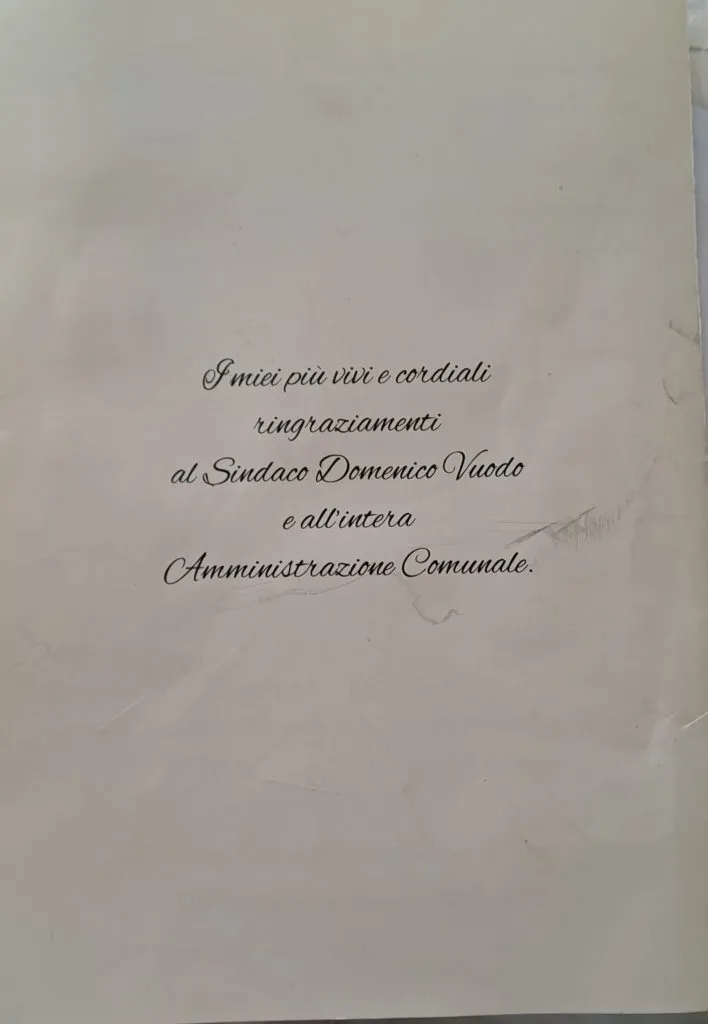 I miei più vivi e cordiali
ringraziamenti
al Sindaco Domenico Vuodo
e all'intera
Amministrazione Comunale.